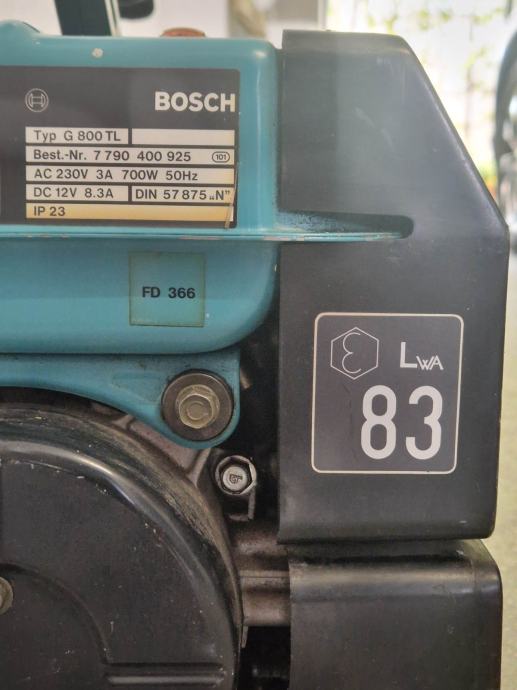 BOSCH
Typ G 800 TL
Best.-Nr. 7 790 400 925 101
AC 230V 3A 700W 50Hz
DC 12V 8.3A DIN 57 875 „N”
IP 23
FD 366
LWA
83